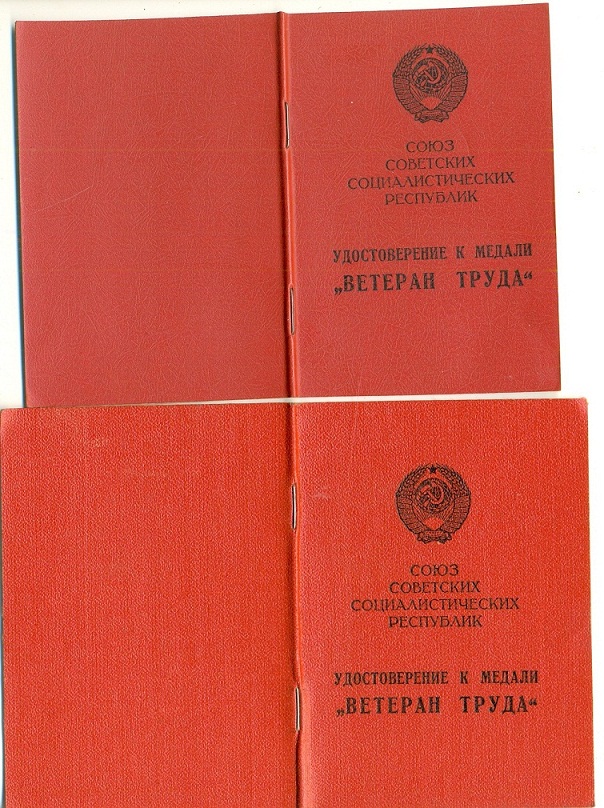 СОЮЗ
СОВЕТСКИХ
СОЦИАЛИСТИЧЕСКИХ
РЕСПУБЛИК
УДОСТОВЕРЕНИЕ К МЕДАЛИ
„ВЕТЕРАН ТРУДА“
СОЮЗ
СОВЕТСКИХ
СОЦИАЛИСТИЧЕСКИХ
РЕСПУБЛИК
УДОСТОВЕРЕНИЕ К МЕДАЛИ
„ВЕТЕРАН ТРУДА“